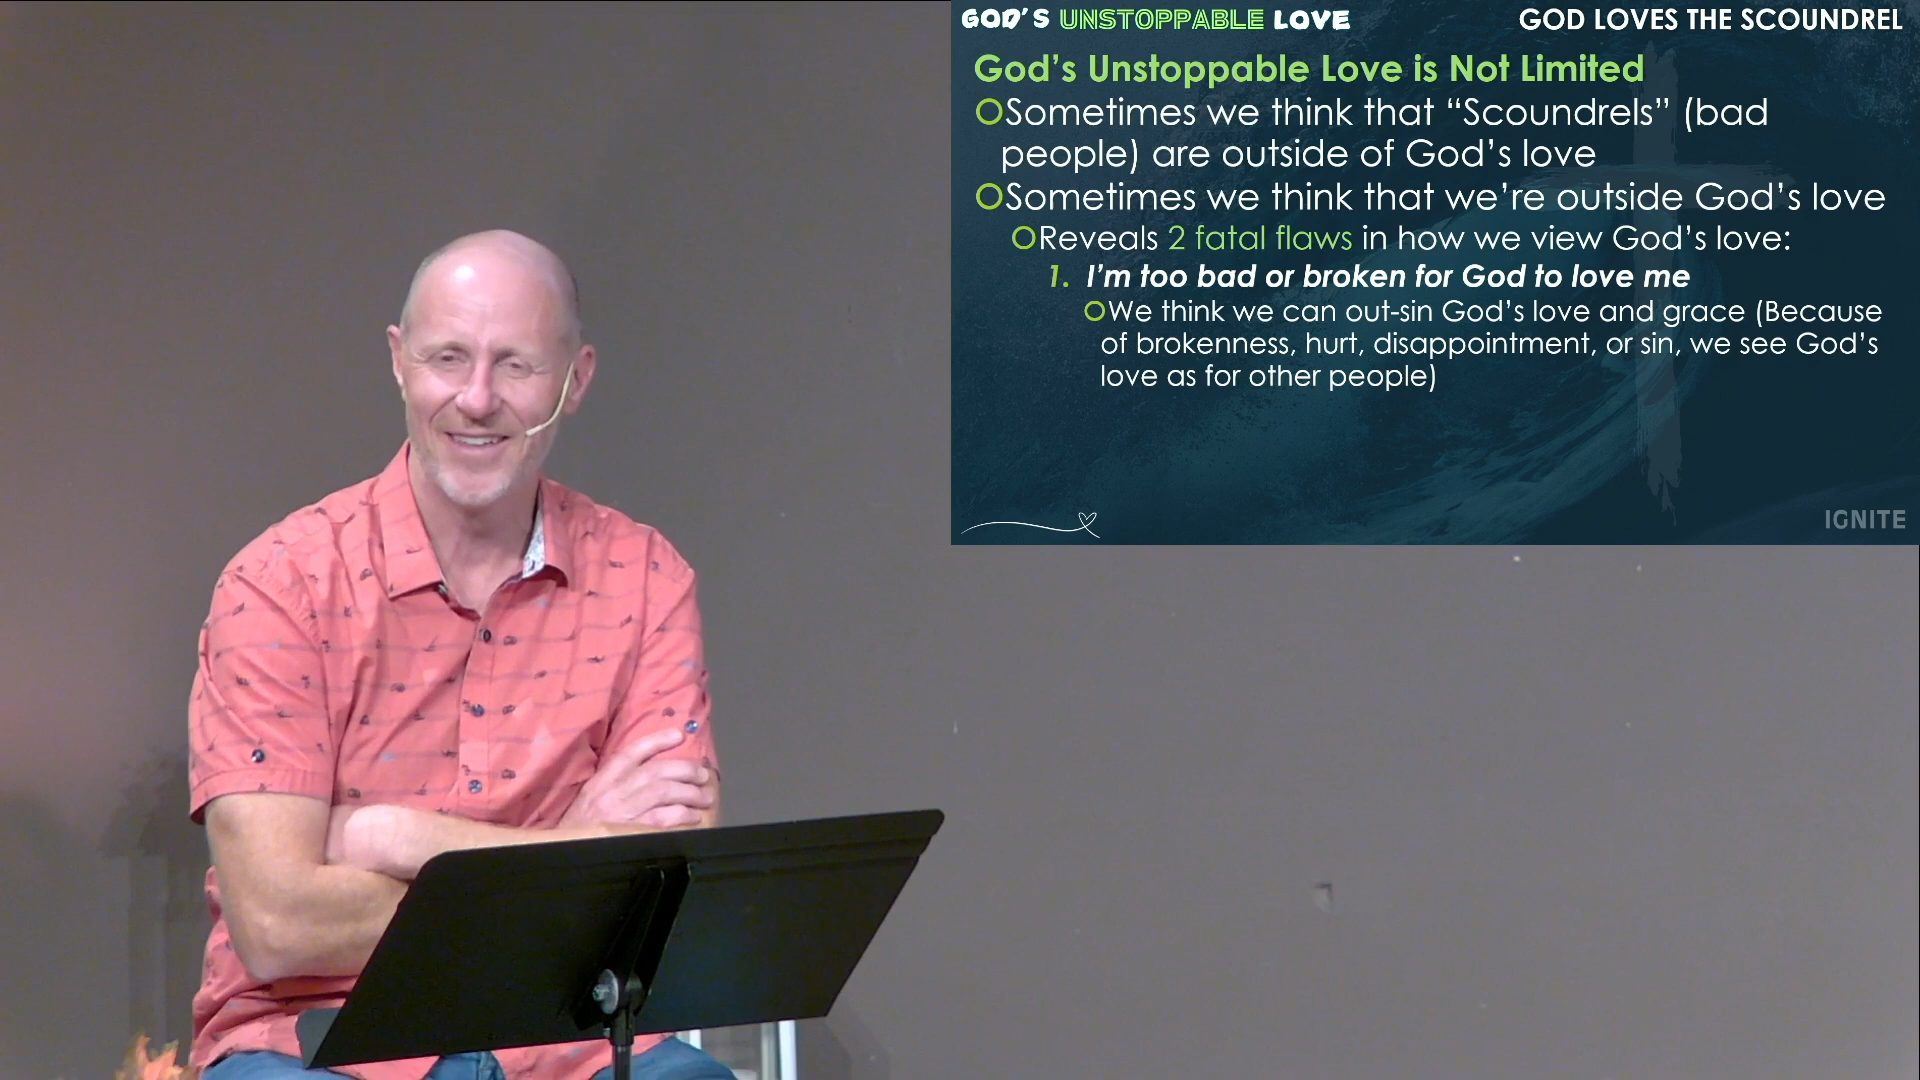 GOD'S UNSTOPPABLE LOVE
GOD LOVES THE SCOUNDREL
God's Unstoppable Love is Not Limited
Sometimes we think that “Scoundrels” (bad
people) are outside of God's love
Sometimes we think that we're outside God's love
Reveals 2 fatal flaws in how we view God's love:
1. I'm too bad or broken for God to love me
We think we can out-sin God's love and grace (Because
of brokenness, hurt, disappointment, or sin, we see God's
love as for other people)
IGNITE